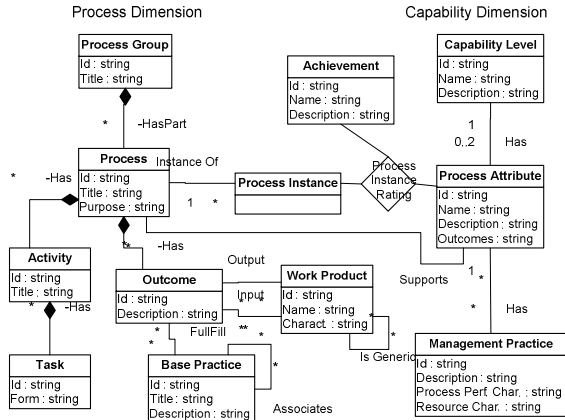 Process Dimension
Capability Dimension
Process Group
Id : string
Title : string
*
-HasPart
Achievement
Id : string
Name : string
Description : string
Capability Level
Id : string
Name : string
Description : string
1
0..2
Has
Process
Id : string
Title : string
Purpose : string
Instance Of
1
*
Process Instance
Process
Instance
Rating
Process Attribute
Id : string
Name : string
Description : string
Outcomes : string
*
-Has
Activity
Id : string
Title : string
*
-Has
Task
Id : string
Form : string
**
-Has
Outcome
Id : string
Description : string
Output
Input
* *
**
Work Product
Id : string
Name : string
Charact. : string
*
*
Is Generic
Supports
1
*
*
Has
FullFill
*
*
*
Base Practice
Id : string
Title : string
Description : string
*
Associates
Management Practice
Id : string
Description : string
Process Perf. Char. : string
Resource Char. : string